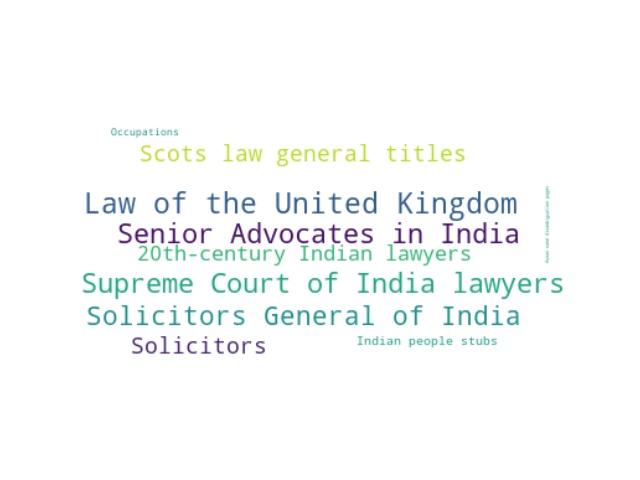 Occupations
Scots law general titles
Law of the United Kingdom
Senior Advocates in India
20th-century Indian lawyers
Supreme Court of India lawyers
Solicitors General of India
Solicitors
Indian people stubs